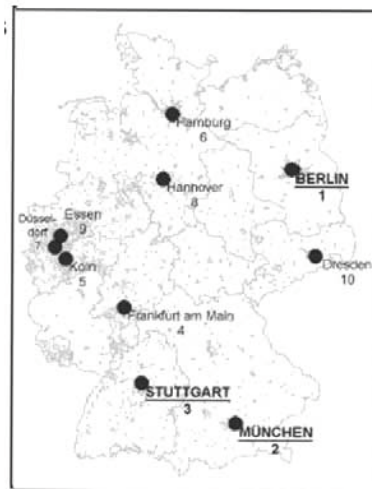 Hamburg
6
BERLIN
1
Hannover
8
Essen
9
Düssel-
dorf
7
Köln
5
Dresden
10
Frankfurt am Main
4
STUTTGART
3
MÜNCHEN
2